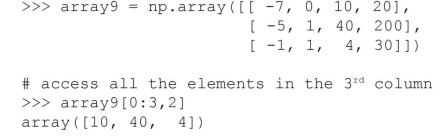 >>> array9 = np.array([[ -7, 0, 10, 20],
[ -5, 1, 40, 200],
[ -1, 1, 4, 30]])
# access all the elements in the 3rd column
>>> array9[0:3,2]
array([10, 40, 4])